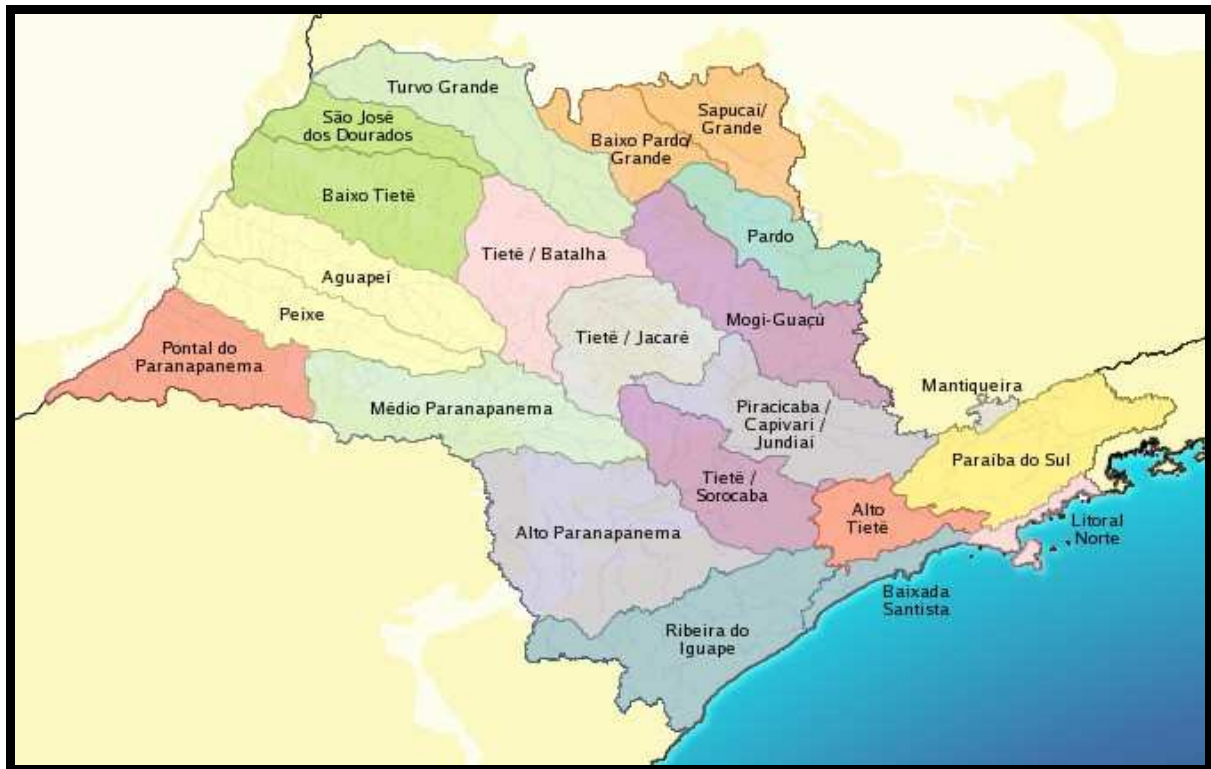 Turvo Grande
São José
dos Dourados
Baixo Pardo/
Grande
Sapucaí/
Grande
Baixo Tietê
Pardo
Tietê / Batalha
Aguapeí
Peixe
Mogi-Guaçú
Tietê / Jacaré
Pontal do
Paranapanema
Mantiqueira
Médio Paranapanema
Piracicaba /
Capivari /
Jundiaí
Paraíba do Sul
Tietê /
Sorocaba
Alto
Tietê
Litoral
Norte
Alto Paranapanema
Baixada
Santista
Ribeira do
Iguape